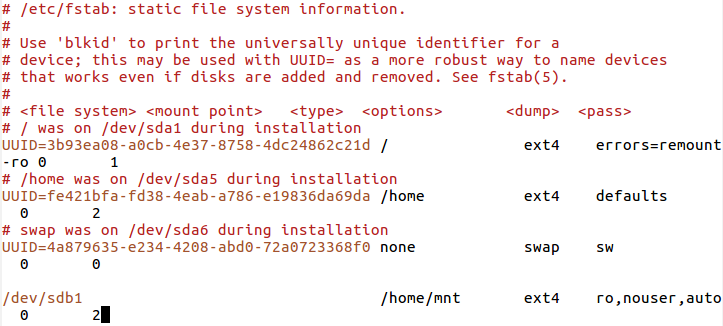 # /etc/fstab: static file system information.
#
# Use 'blkid' to print the universally unique identifier for a
# device; this may be used with UUID= as a more robust way to name devices
# that works even if disks are added and removed. See fstab(5).
#
# <file system> <mount point>   <type>  <options>       <dump>  <pass>
# / was on /dev/sda1 during installation
UUID=3b93ea08-a0cb-4e37-8758-4dc24862c21d /               ext4    errors=remount
-ro 0       1
# /home was on /dev/sda5 during installation
UUID=fe421bfa-fd38-4eab-a786-e19836da69da /home           ext4    defaults
  0       2
# swap was on /dev/sda6 during installation
UUID=4a879635-e234-4208-abd0-72a0723368f0 none            swap    sw
  0       0
/dev/sdb1                                 /home/mnt       ext4    ro,nouser,auto
  0       2